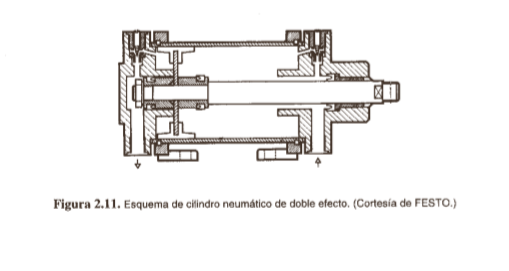 Figura 2.11. Esquema de cilindro neumático de doble efecto. (Cortesía de FESTO.)